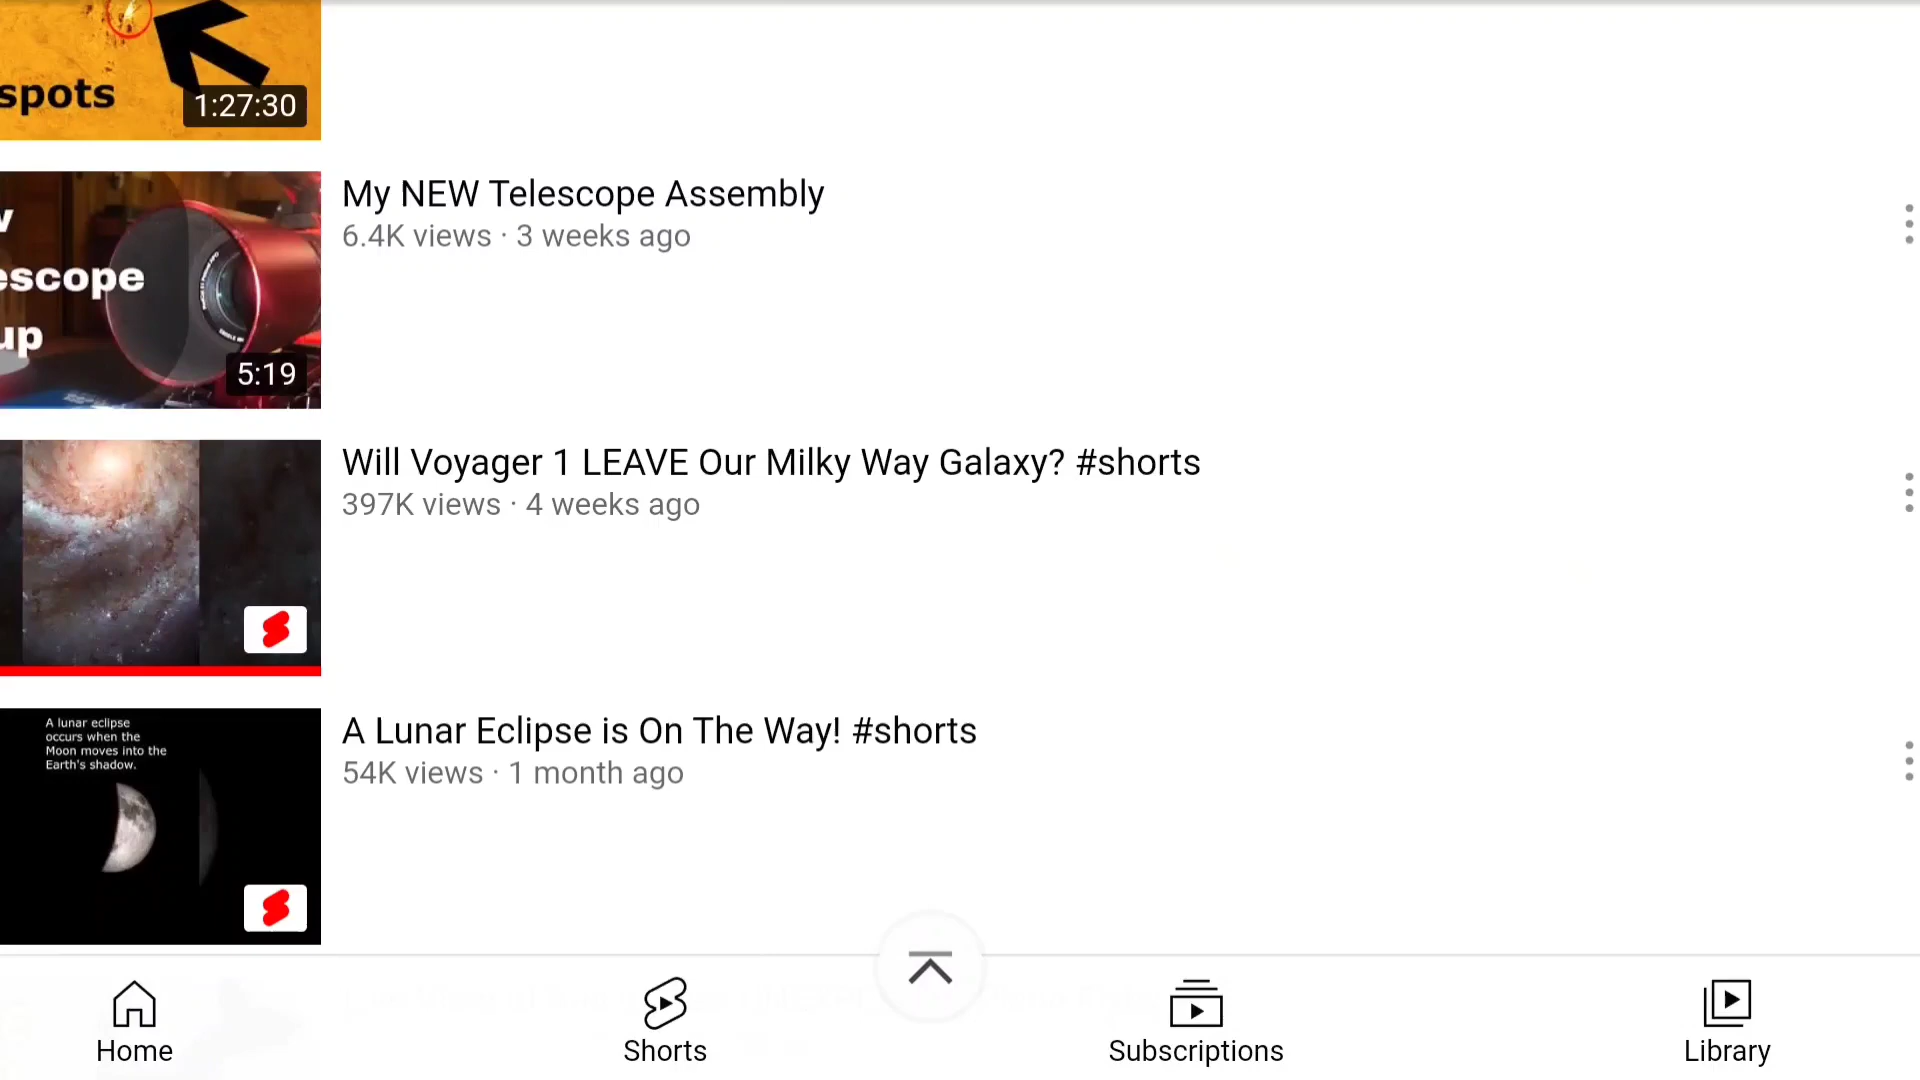 spots
1:27:30
My NEW Telescope Assembly
6.4K views · 3 weeks ago
escope
up
5:19
Will Voyager 1 LEAVE Our Milky Way Galaxy? #shorts
397K views · 4 weeks ago
A lunar eclipse
occurs when the
Moon moves into the
Earth's shadow.
A Lunar Eclipse is On The Way! #shorts
54K views · 1 month ago
Home
Shorts
Subscriptions
Library